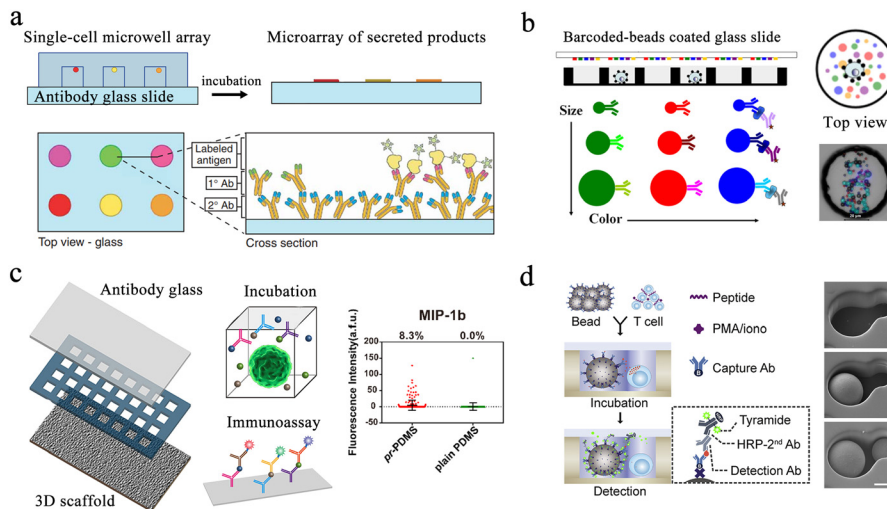 a
Single-cell microwell array
Microarray of secreted products
Antibody glass slide
incubation
Labeled antigen
1° Ab
2° Ab
Top view - glass
Cross section
b
Barcoded-beads coated glass slide
Size
Color
Top view
20 µm
c
Antibody glass
3D scaffold
Incubation
Immunoassay
MIP-1b
8.3%
0.0%
Fluorescence Intensity(a.f.u.)
200
150
100
50
0
-50
pr-PDMS
plain PDMS
d
Bead
T cell
Peptide
PMA/iono
Capture Ab
Incubation
Detection
Tyramide
HRP-2nd Ab
Detection Ab